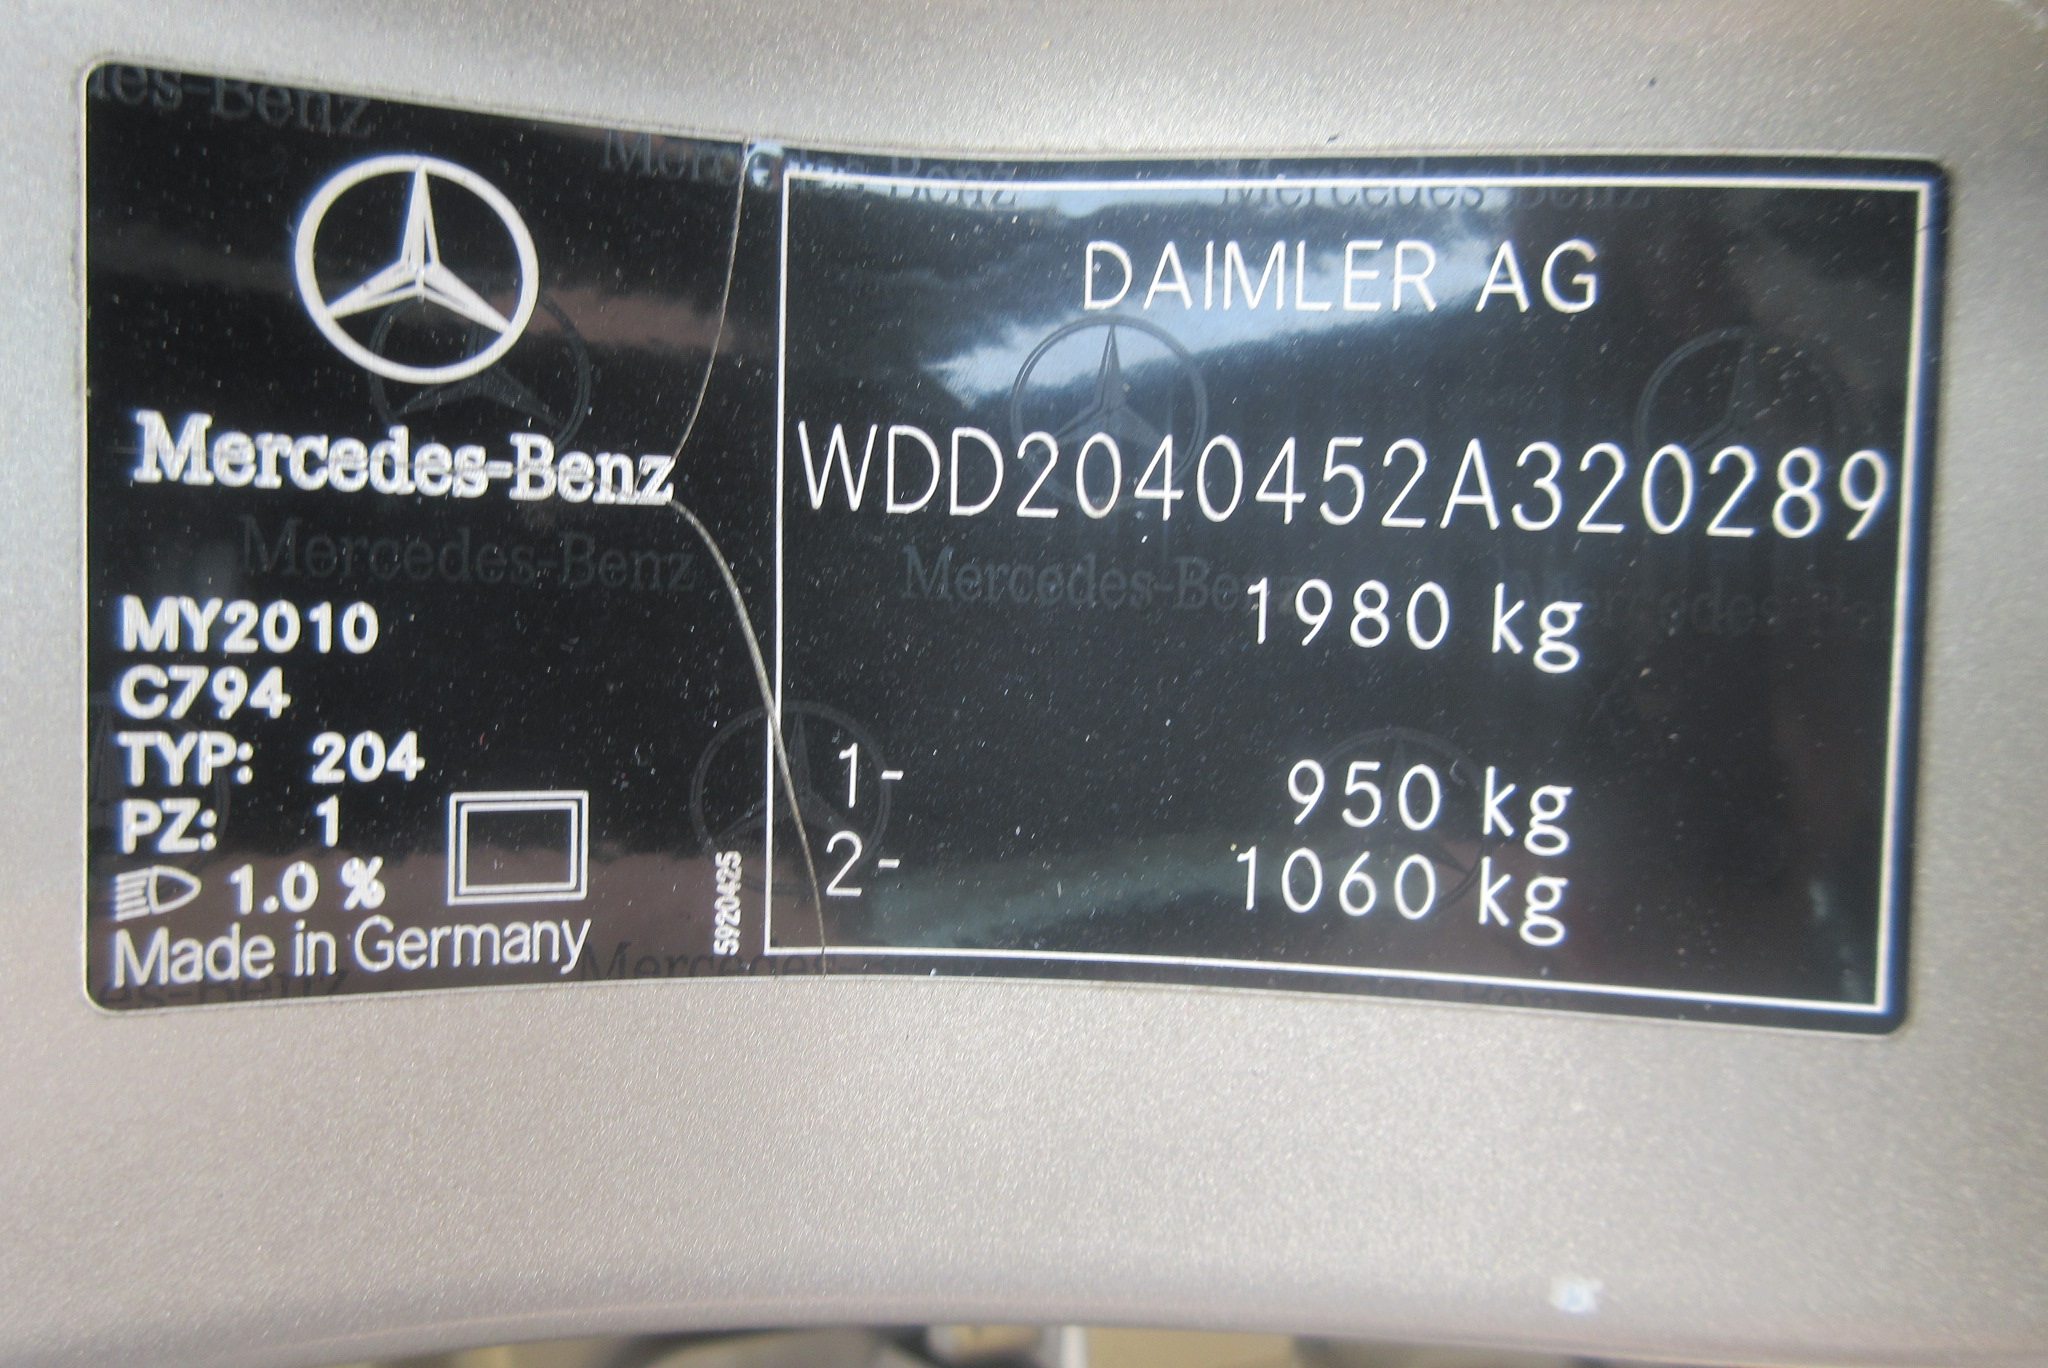 Mercedes-Benz
MY2010
C794
TYP: 204
PZ: 1
1.0 %
Made in Germany
5920425
DAIMLER AG
WDD2040452A320289
1980 kg
1- 950 kg
2- 1060 kg